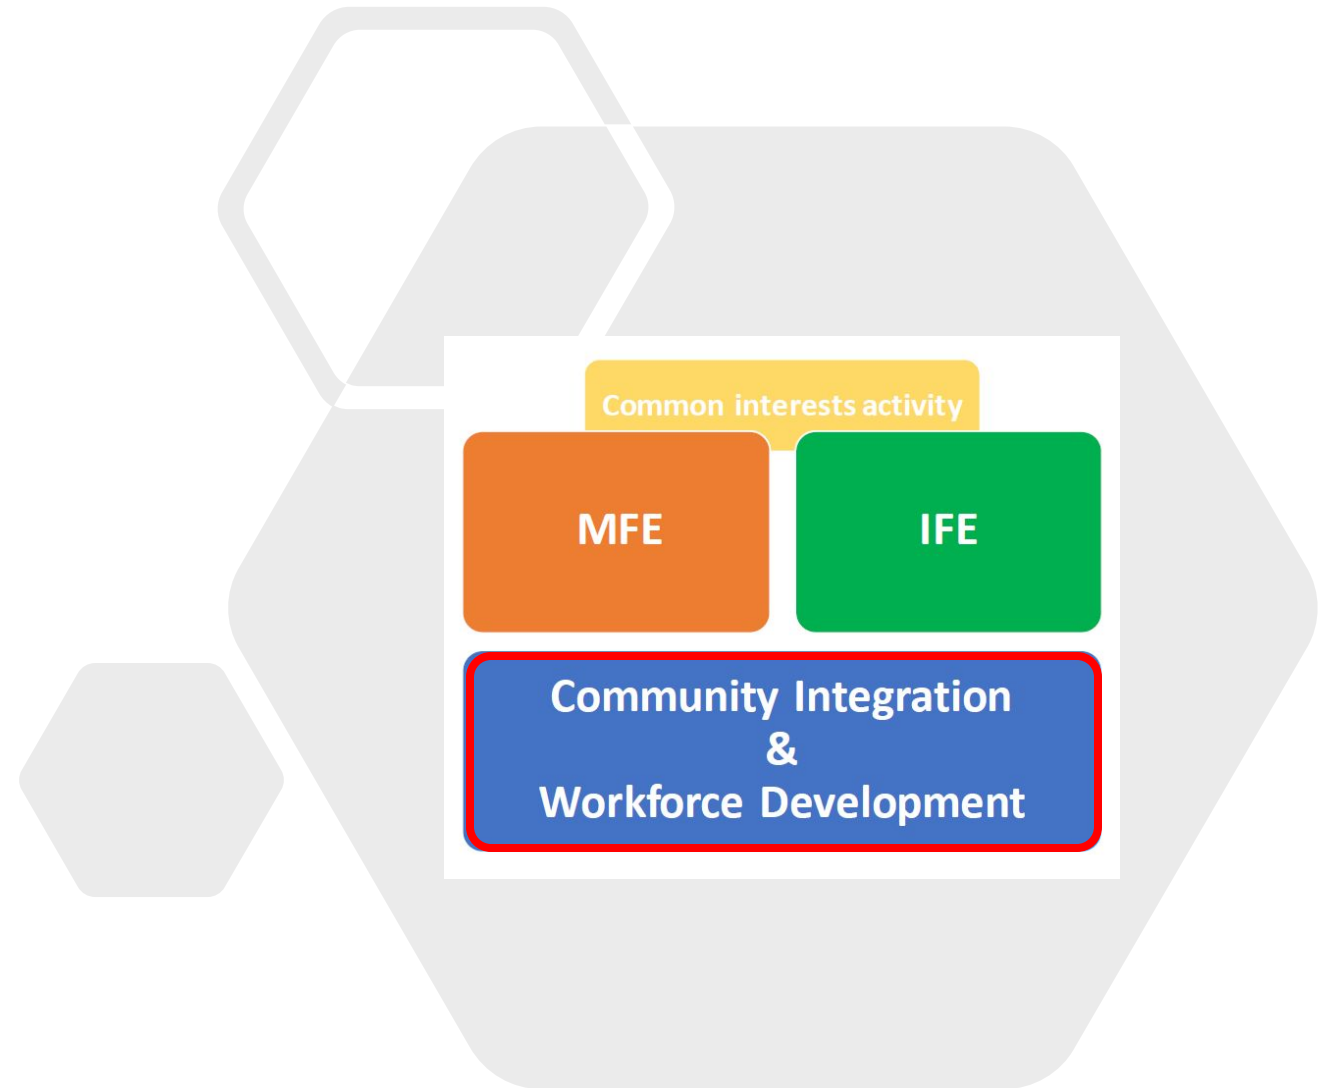 Common interests activity
MFE
IFE
Community Integration
&
Workforce Development